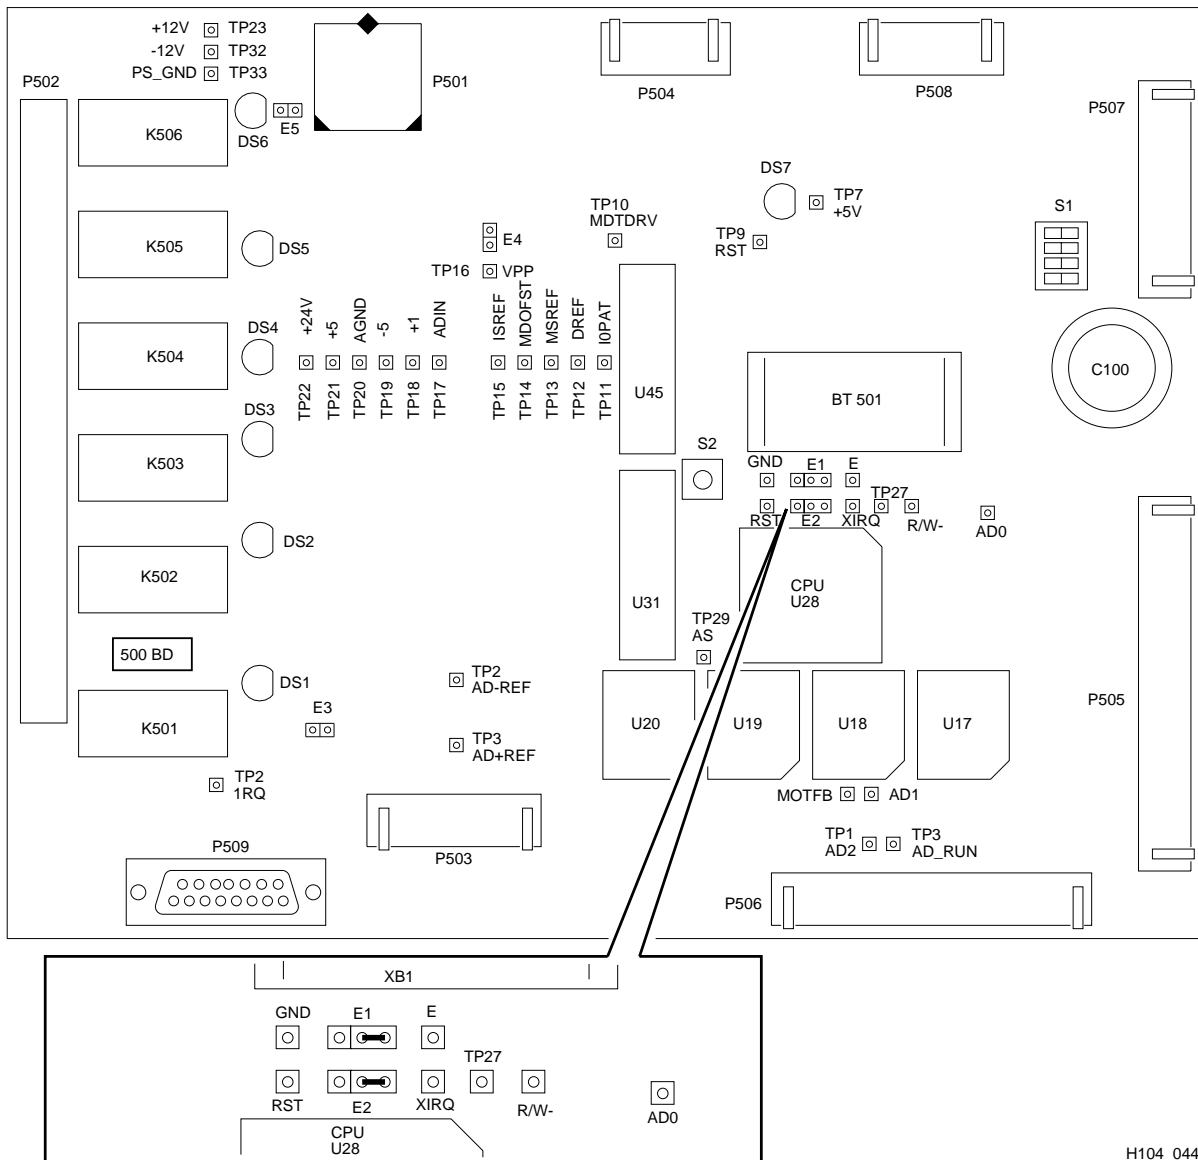 +12V TP23
-12V TP32
PS_GND TP33
P502
P501
P504
P508
P507
K506
DS6
E5
DS7
TP7
+5V
S1
TP10
MDTDRV
TP9
RST
K505
DS5
E4
TP16 VPP
+24V
+5
AGND
-5
+1
ADIN
ISREF
MDOFST
MSREF
DREF
I0PAT
DS4
K504
TP22
TP21
TP20
TP19
TP18
TP17
TP15
TP14
TP13
TP12
TP11
U45
BT 501
C100
DS3
K503
S2
GND E1 E
TP27
RST E2 XIRQ R/W-
AD0
DS2
K502
CPU
U28
U31
TP29
AS
500 BD
DS1
TP2
AD-REF
E3
K501
TP3
AD+REF
U20
U19
U18
U17
P505
TP2
1RQ
MOTFB AD1
TP1
AD2
TP3
AD_RUN
P509
P503
P506
XB1
GND E1 E
TP27
RST E2 XIRQ R/W-
AD0
CPU
U28
H104_044